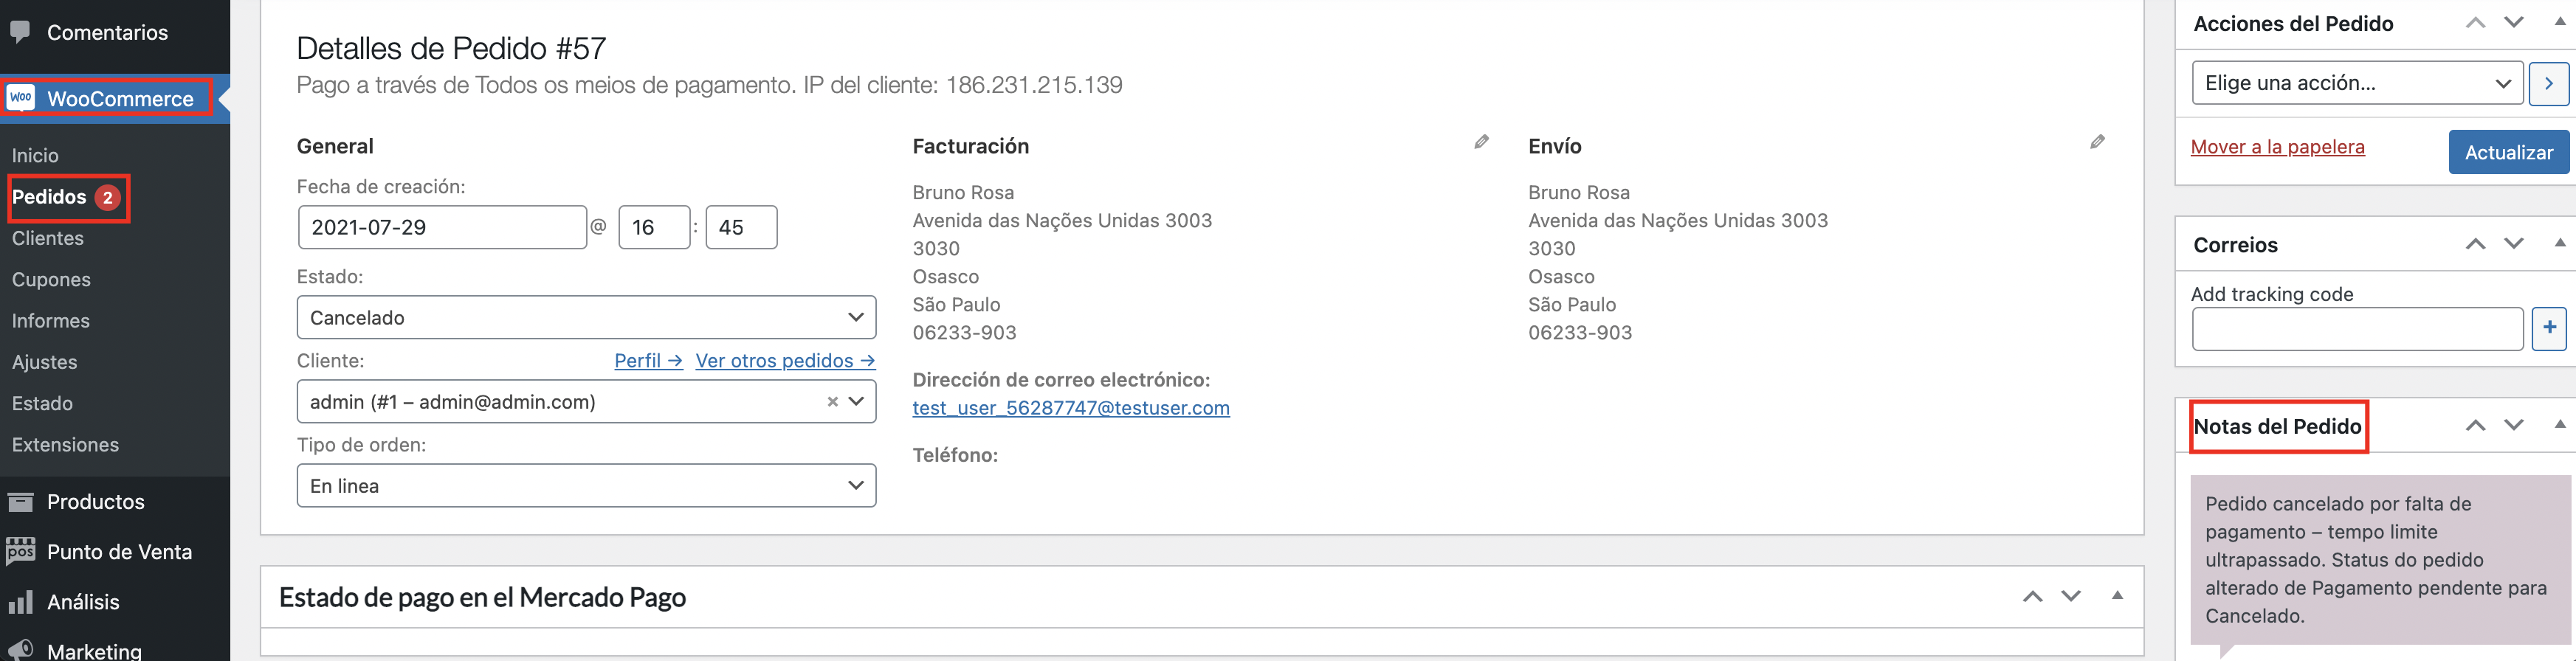 Comentarios
Woo WooCommerce
Inicio
Pedidos 2
Clientes
Cupones
Informes
Ajustes
Estado
Extensiones
Productos
pos Punto de Venta
Análisis
Marketing
Detalles de Pedido #57
Pago a través de Todos os meios de pagamento. IP del cliente: 186.231.215.139
General
Fecha de creación:
2021-07-29 @ 16 : 45
Estado:
Cancelado
Cliente: Perfil → Ver otros pedidos →
admin (#1 – admin@admin.com) ×
Tipo de orden:
En linea
Facturación
Bruno Rosa
Avenida das Nações Unidas 3003
3030
Osasco
São Paulo
06233-903
Dirección de correo electrónico:
test_user_56287747@testuser.com
Teléfono:
Envío
Bruno Rosa
Avenida das Nações Unidas 3003
3030
Osasco
São Paulo
06233-903
Estado de pago en el Mercado Pago
Acciones del Pedido
Elige una acción...
Mover a la papelera Actualizar
Correios
Add tracking code
+
Notas del Pedido
Pedido cancelado por falta de
pagamento – tempo limite
ultrapassado. Status do pedido
alterado de Pagamento pendente para
Cancelado.